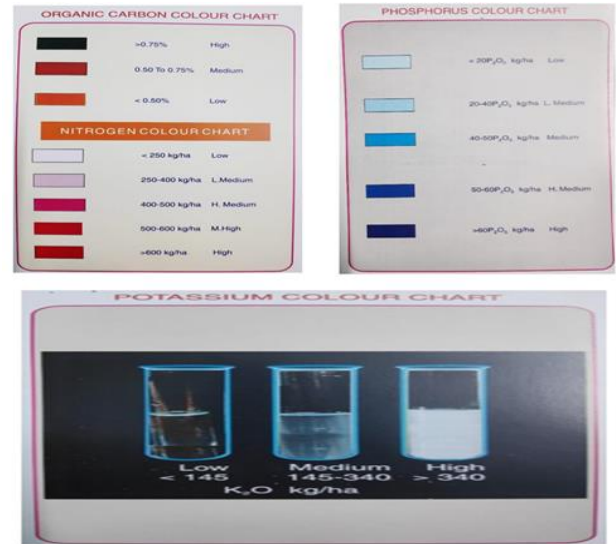 ORGANIC CARBON COLOUR CHART
>0.75% High
0.50 To 0.75% Medium
< 0.50% Low
NITROGEN COLOUR CHART
< 250 kg/ha Low
250-400 kg/ha L.Medium
400-500 kg/ha H. Medium
500-600 kg/ha M.High
>600 kg/ha High
PHOSPHORUS COLOUR CHART
< 20P₂O₅ kg/ha Low
20-40P₂O₅ kg/ha L. Medium
40-50P₂O₅ kg/ha Medium
50-60P₂O₅ kg/ha H. Medium
>60P₂O₅ kg/ha High
POTASSIUM COLOUR CHART
Low Medium High
< 145 145-340 > 340
K₂O kg/ha